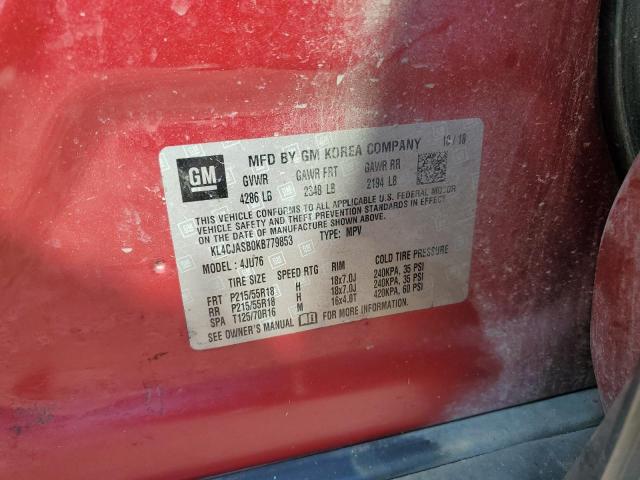 GM
MFD BY GM KOREA COMPANY
GVWR GAWR FRT GAWR RR
4286 LB 2348 LB 2194 LB
THIS VEHICLE CONFORMS TO ALL APPLICABLE U.S. FEDERAL MOTOR
VEHICLE SAFETY AND THEFT PREVENTION STANDARDS IN EFFECT
ON THE DATE OF MANUFACTURE SHOWN ABOVE.
KL4CJASB0KB779853 TYPE: MPV
MODEL: 4JU76
TIRE SIZE SPEED RTG RIM COLD TIRE PRESSURE
FRT P215/55R18 H 18x7.0J 240KPA, 35 PSI
RR P215/55R18 H 18x7.0J 240KPA, 35 PSI
SPA T125/70R16 M 16x4.0T 420KPA, 60 PSI
SEE OWNER'S MANUAL FOR MORE INFORMATION.